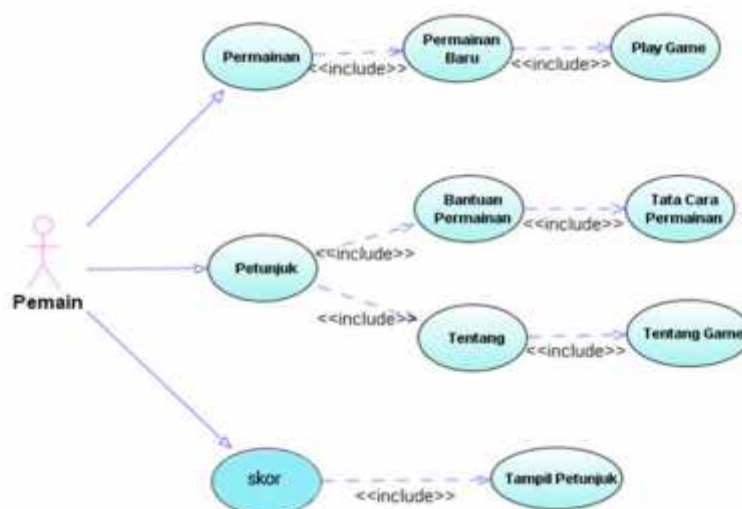 Permainan
<<include>>
Permainan
Baru
<<include>>
Play Game
Pemain
Petunjuk
<<include>>
Bantuan
Permainan
<<include>>
Tata Cara
Permainan
<<include>>
Tentang
<<include>>
Tentang Game
skor
<<include>>
Tampil Petunjuk